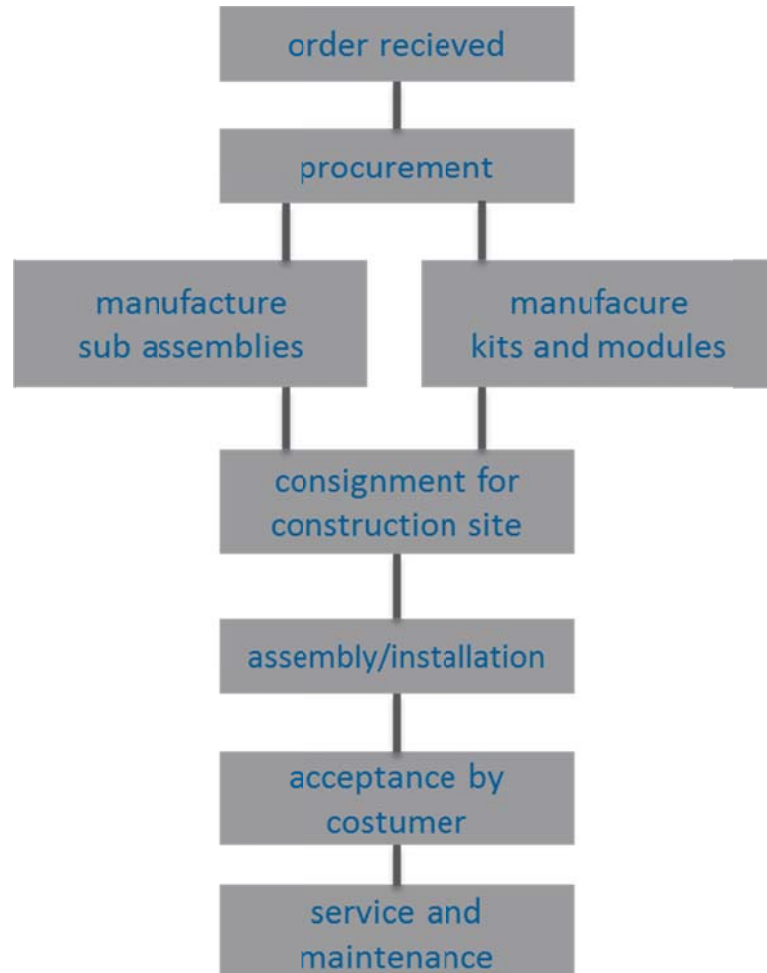 order recieved
procurement
manufacture
sub assemblies
manufacure
kits and modules
consignment for
construction site
assembly/installation
acceptance by
costumer
service and
maintenance